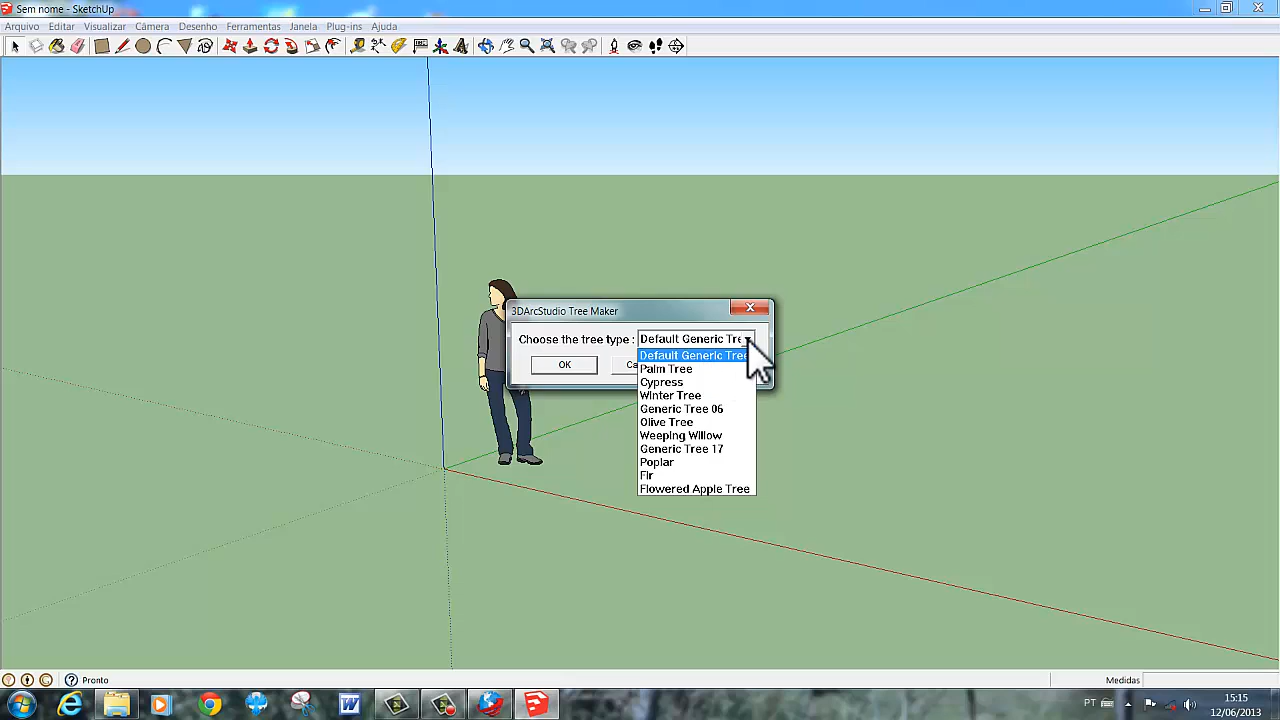 Sem nome - SketchUp
Arquivo Editar Visualizar Câmera Desenho Ferramentas Janela Plug-ins Ajuda
3DArcStudio Tree Maker
Choose the tree type : Default Generic Tre
OK Ca
Default Generic Tree
Palm Tree
Cypress
Winter Tree
Generic Tree 06
Olive Tree
Weeping Willow
Generic Tree 17
Poplar
Fir
Flowered Apple Tree
Pronto Medidas
PT 15:15
12/06/2013